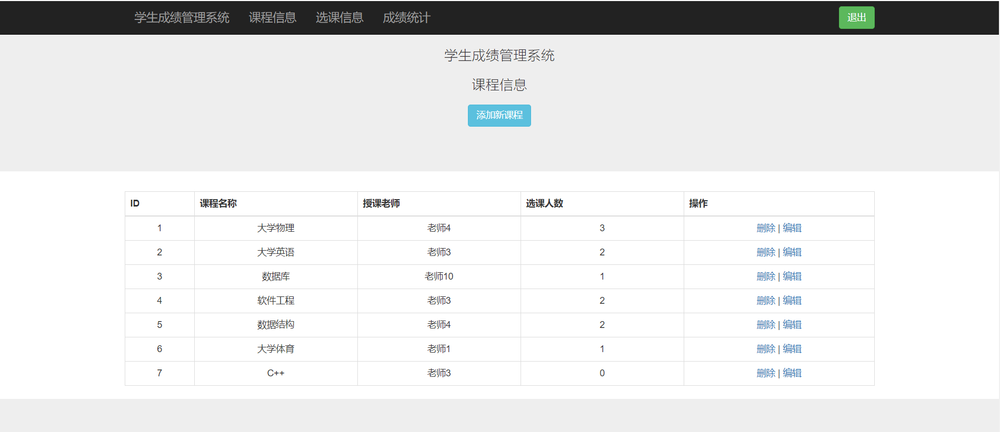 学生成绩管理系统 课程信息 选课信息 成绩统计 退出
学生成绩管理系统
课程信息
添加新课程
ID 课程名称 授课老师 选课人数 操作
1 大学物理 老师4 3 删除 | 编辑
2 大学英语 老师3 2 删除 | 编辑
3 数据库 老师10 1 删除 | 编辑
4 软件工程 老师3 2 删除 | 编辑
5 数据结构 老师4 2 删除 | 编辑
6 大学体育 老师1 1 删除 | 编辑
7 C++ 老师3 0 删除 | 编辑